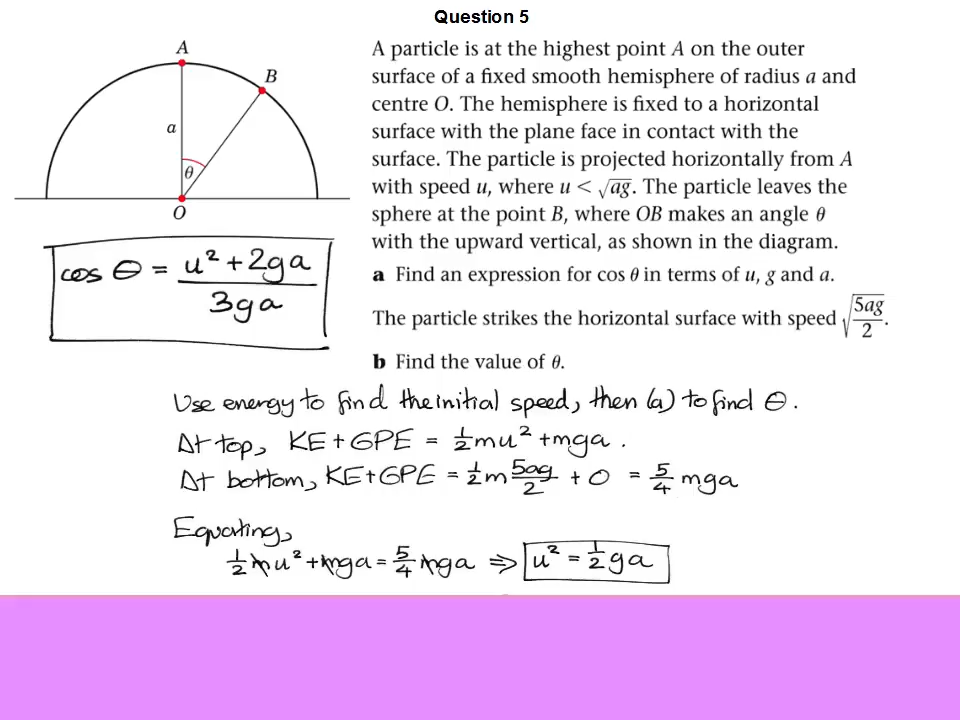 Question 5
A
B
a
θ
O
A particle is at the highest point A on the outer
surface of a fixed smooth hemisphere of radius a and
centre O. The hemisphere is fixed to a horizontal
surface with the plane face in contact with the
surface. The particle is projected horizontally from A
with speed u, where u < √ag. The particle leaves the
sphere at the point B, where OB makes an angle θ
with the upward vertical, as shown in the diagram.
a Find an expression for cos θ in terms of u, g and a.
The particle strikes the horizontal surface with speed √(5ag/2).
b Find the value of θ.
cos θ = (u² + 2ga)/(3ga)
Use energy to find the initial speed, then (a) to find θ.
At top, KE + GPE = ½mu² + mga.
At bottom, KE + GPE = ½m 5ag/2 + 0 = 5/4 mga
Equating,
½mu² + mga = 5/4 mga ⇒ u² = ½ga